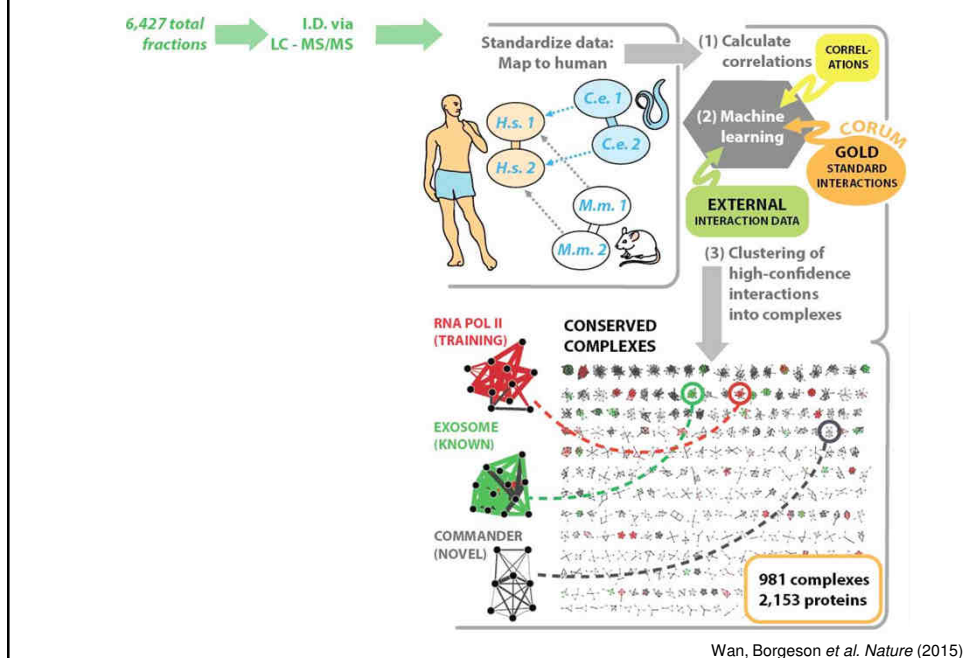 6,427 total
fractions
I.D. via
LC - MS/MS
Standardize data:
Map to human
(1) Calculate
correlations
CORREL-
ATIONS
(2) Machine
learning
CORUM
GOLD
STANDARD
INTERACTIONS
EXTERNAL
INTERACTION DATA
H.s. 1
H.s. 2
C.e. 1
C.e. 2
M.m. 1
M.m. 2
(3) Clustering of
high-confidence
interactions
into complexes
RNA POL II
(TRAINING)
CONSERVED
COMPLEXES
EXOSOME
(KNOWN)
COMMANDER
(NOVEL)
981 complexes
2,153 proteins
Wan, Borgeson et al. Nature (2015)